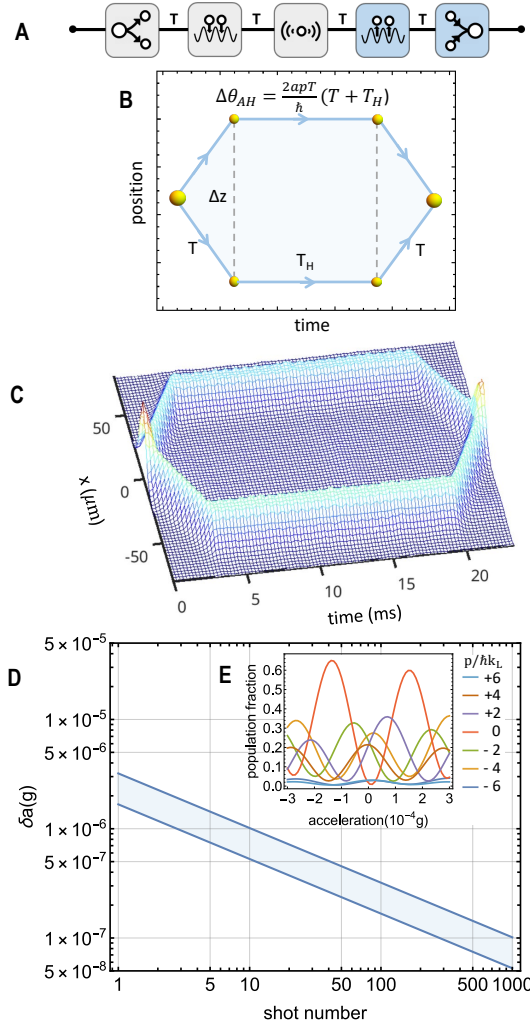 A
T T T T
B
Δθ_AH = 2apT/ħ (T + T_H)
position
Δz
T
T_H
T
time
C
50
0
-50
x (μm)
0
5
10
15
20
time (ms)
D
5 × 10⁻⁵
1 × 10⁻⁵
5 × 10⁻⁶
1 × 10⁻⁶
5 × 10⁻⁷
1 × 10⁻⁷
5 × 10⁻⁸
δa(g)
1 5 10 50 100 500 1000
shot number
E
population fraction
0.6
0.5
0.4
0.3
0.2
0.1
0.0
−3 −2 −1 0 1 2 3
acceleration(10⁻⁴g)
p/ħk_L
+6
+4
+2
0
- 2
- 4
- 6